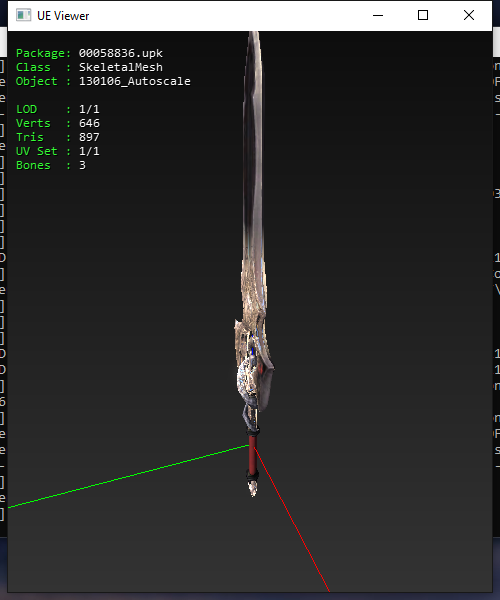 UE Viewer
Package: 00058836.upk
Class  : SkeletalMesh
Object : 130106_Autoscale
LOD    : 1/1
Verts  : 646
Tris   : 897
UV Set : 1/1
Bones  : 3